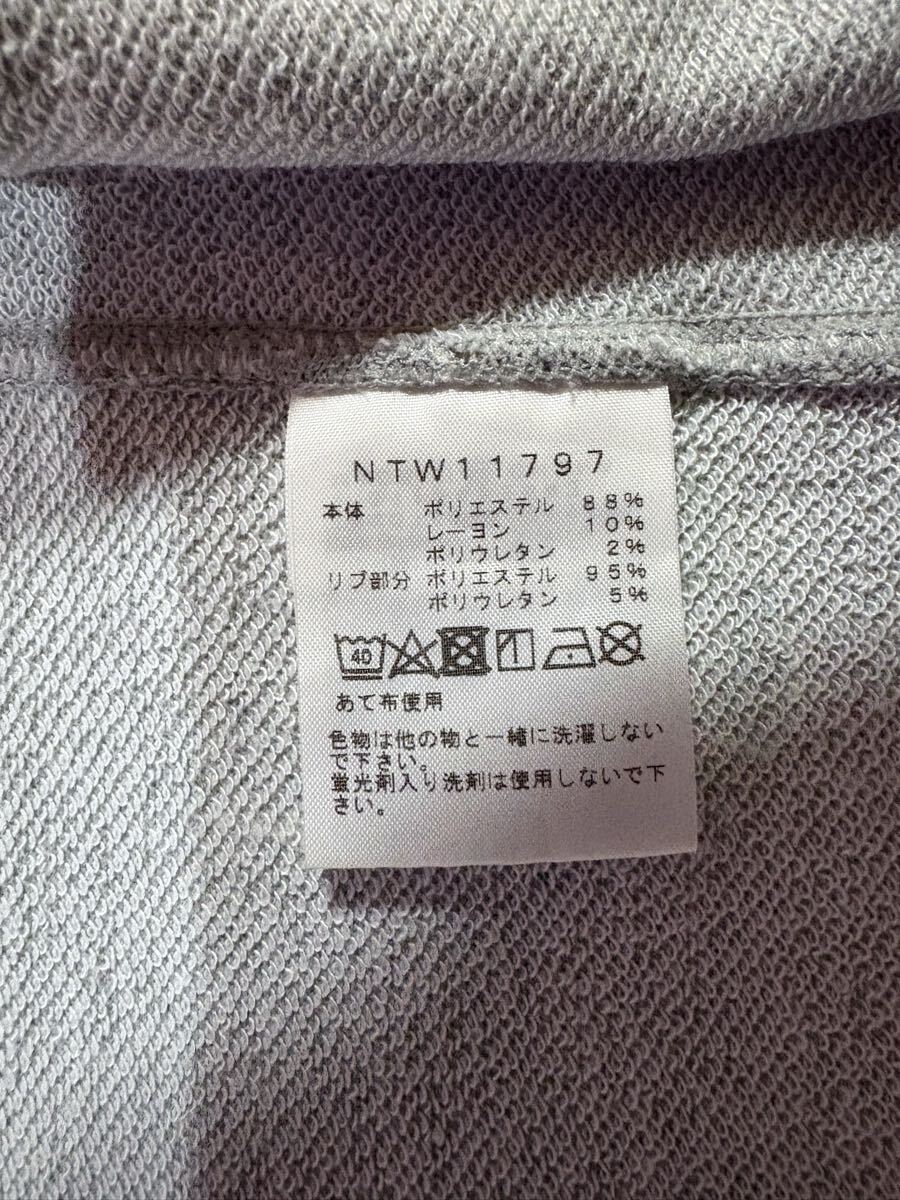 NTW11797
本体 ポリエステル 88%
レーヨン 10%
ポリウレタン 2%
リブ部分 ポリエステル 95%
ポリウレタン 5%
40
あて布使用
色物は他の物と一緒に洗濯しない
で下さい。
蛍光剤入り洗剤は使用しないで下
さい。